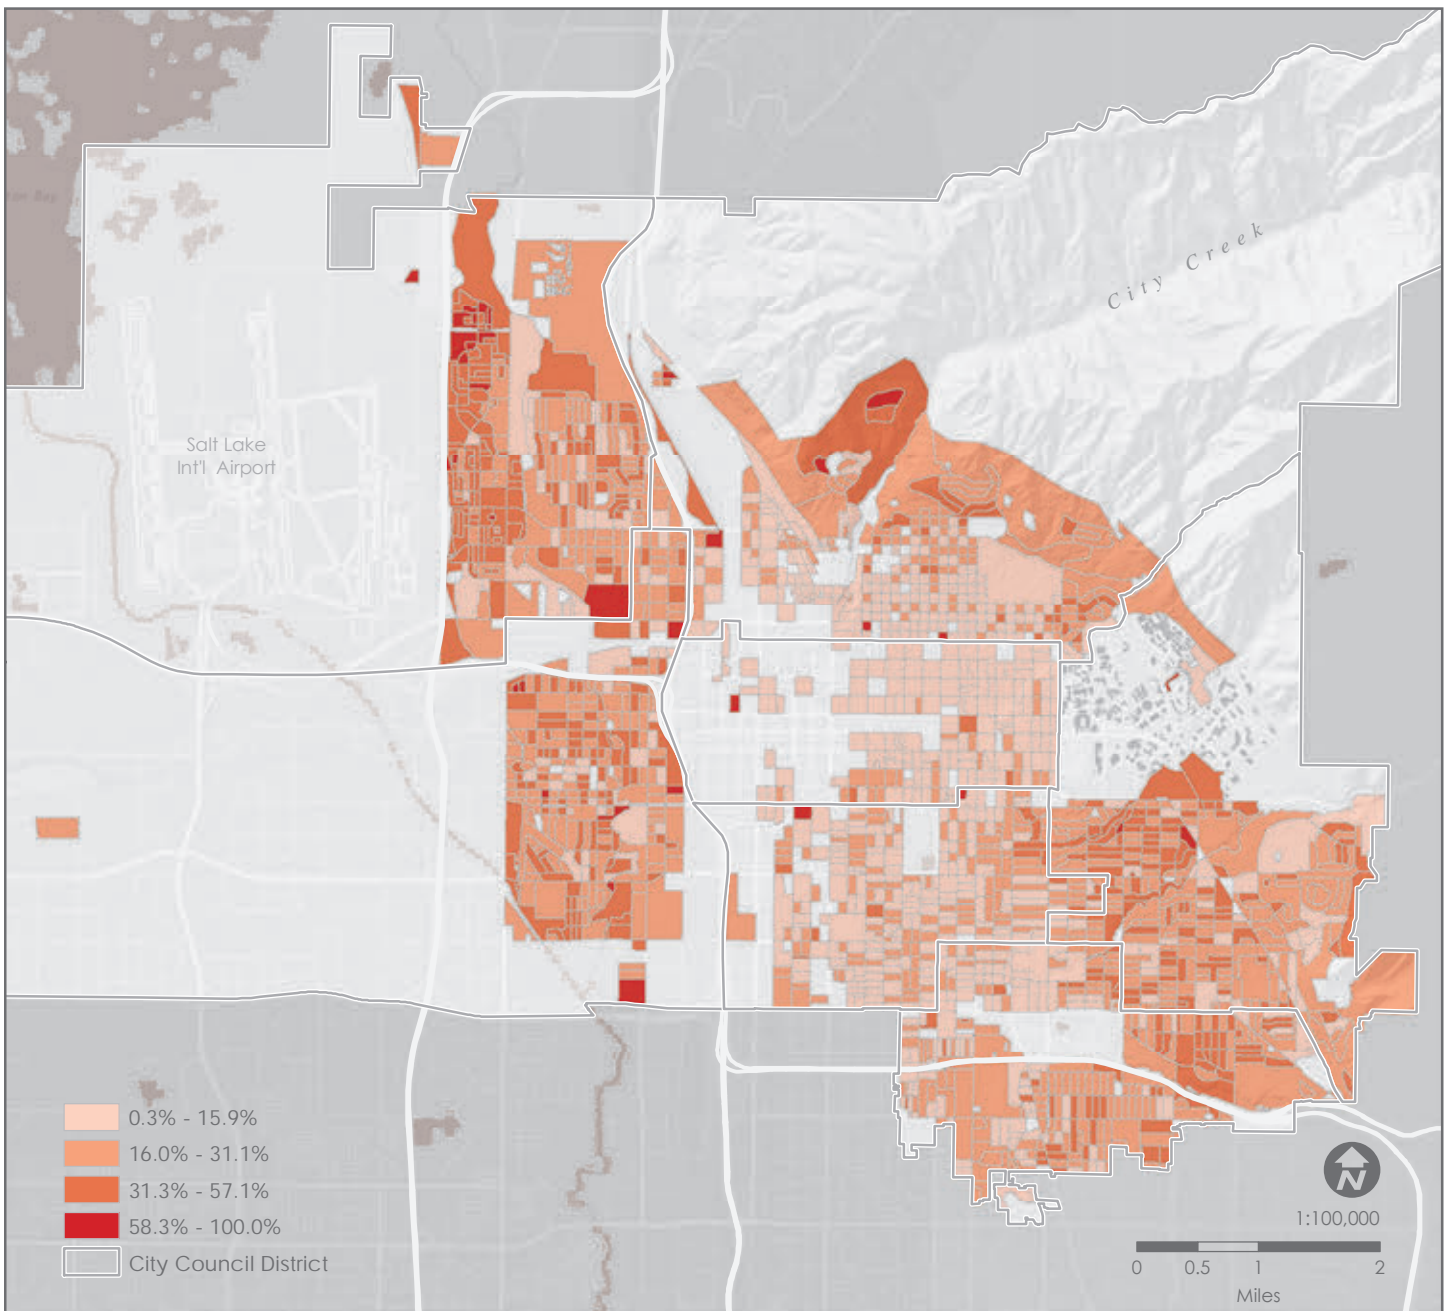 City Creek
Salt Lake
Int'l Airport
0.3% - 15.9%
16.0% - 31.1%
31.3% - 57.1%
58.3% - 100.0%
City Council District
N
1:100,000
0 0.5 1 2
Miles